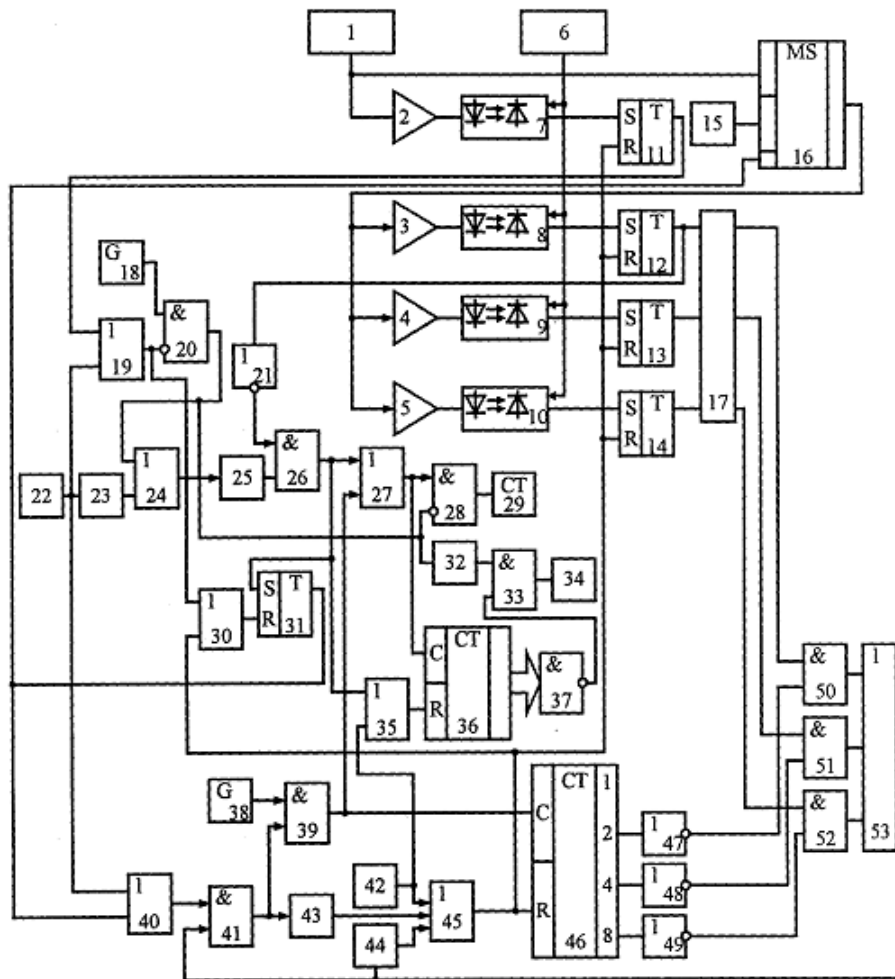 1 6 MS
2 7 S T 15
R 11 16
3 8 S T
G 18 R 12
& 4 9 S T
1 20 1 R 13
19 21
5 10 S T 17
& R 14
1 26 1
22 23 24 25 27 & CT
28 29
32 & 34
1 S T 33
30 R 31
C CT &
1 37 & 50
35 R 36
& 51
G & CT 1 & 53
38 39 C 2 1 47 52
42 1 4 1 48
1 & 43 45 R
40 41 44 46 8 1 49